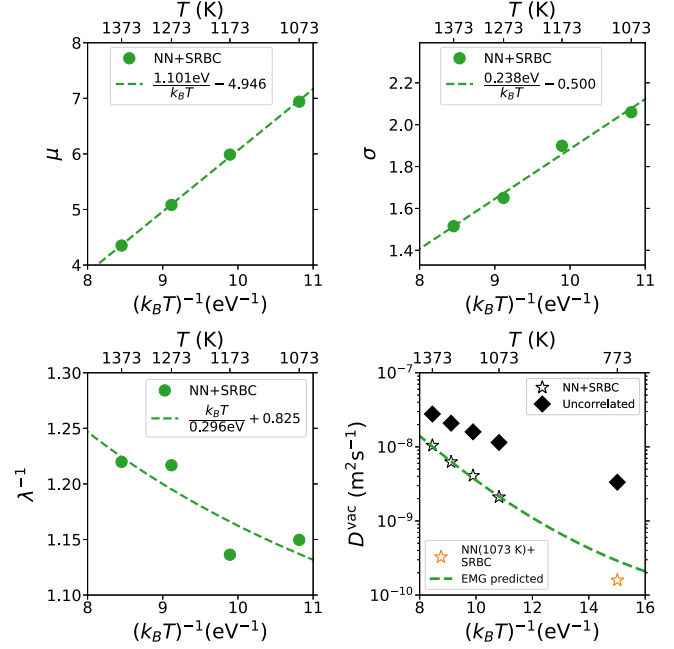 T (K)
1373 1273 1173 1073
8
7
6
5
4
μ
NN+SRBC
1.101eV/k_BT − 4.946
8 9 10 11
(k_BT)⁻¹(eV⁻¹)
T (K)
1373 1273 1173 1073
2.2
2.0
1.8
1.6
1.4
σ
NN+SRBC
0.238eV/k_BT − 0.500
8 9 10 11
(k_BT)⁻¹(eV⁻¹)
T (K)
1373 1273 1173 1073
1.30
1.25
1.20
1.15
1.10
λ⁻¹
NN+SRBC
k_BT/0.296eV + 0.825
8 9 10 11
(k_BT)⁻¹(eV⁻¹)
T (K)
1373 1073 773
10⁻⁷
10⁻⁸
10⁻⁹
10⁻¹⁰
D^vac (m²s⁻¹)
NN+SRBC
Uncorrelated
NN(1073 K)+
SRBC
EMG predicted
8 10 12 14 16
(k_BT)⁻¹(eV⁻¹)